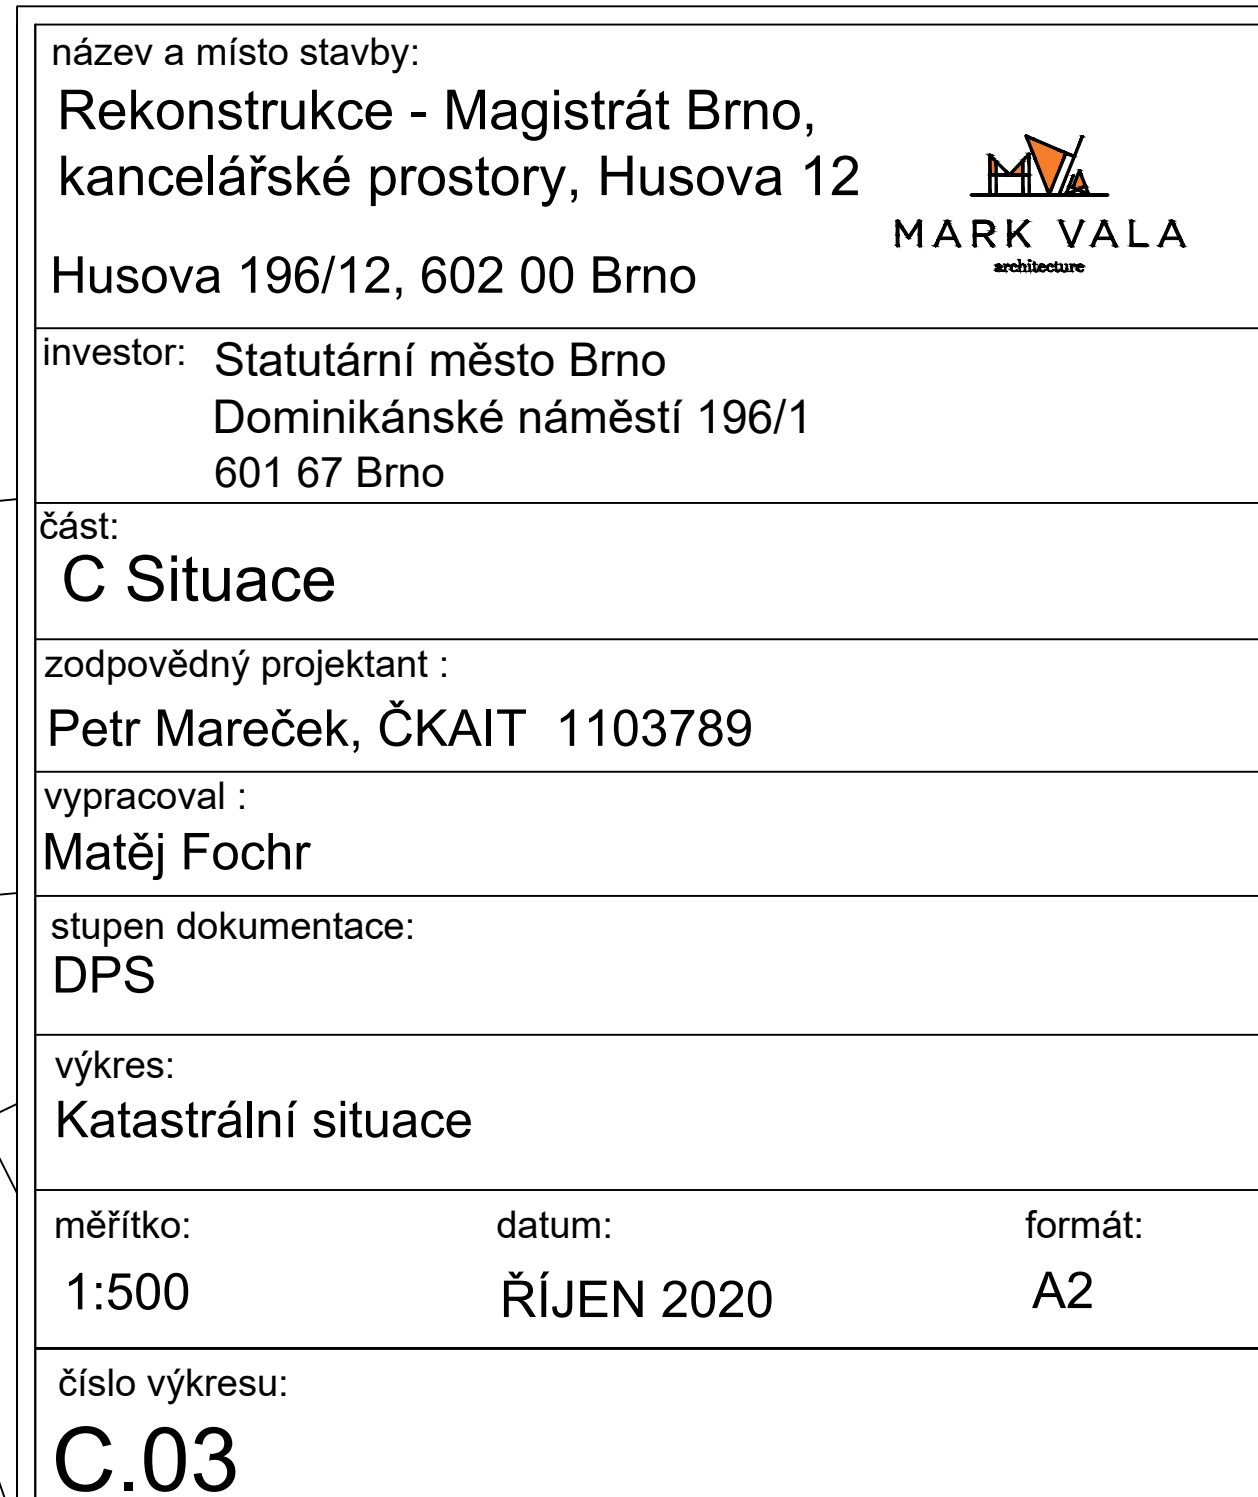 název a místo stavby:
Rekonstrukce - Magistrát Brno,
kancelářské prostory, Husova 12
MVA
MARK VALA
architecture
Husova 196/12, 602 00 Brno
investor:
Statutární město Brno
Dominikánské náměstí 196/1
601 67 Brno
část:
C Situace
zodpovědný projektant :
Petr Mareček, ČKAIT  1103789
vypracoval :
Matěj Fochr
stupen dokumentace:
DPS
výkres:
Katastrální situace
měřítko: datum: formát:
1:500 ŘÍJEN 2020 A2
číslo výkresu:
C.03